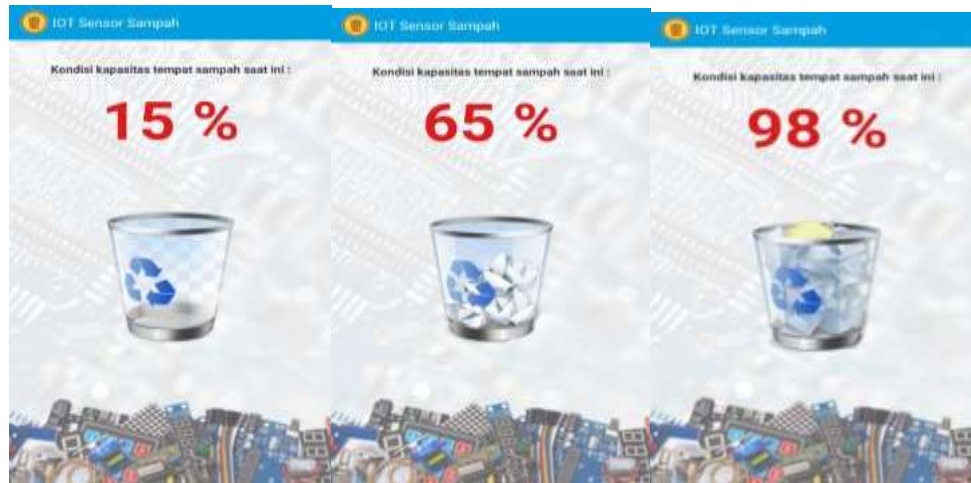 IOT Sensor Sampah
Kondisi kapasitas tempat sampah saat ini :
15 %
IOT Sensor Sampah
Kondisi kapasitas tempat sampah saat ini :
65 %
IOT Sensor Sampah
Kondisi kapasitas tempat sampah saat ini :
98 %